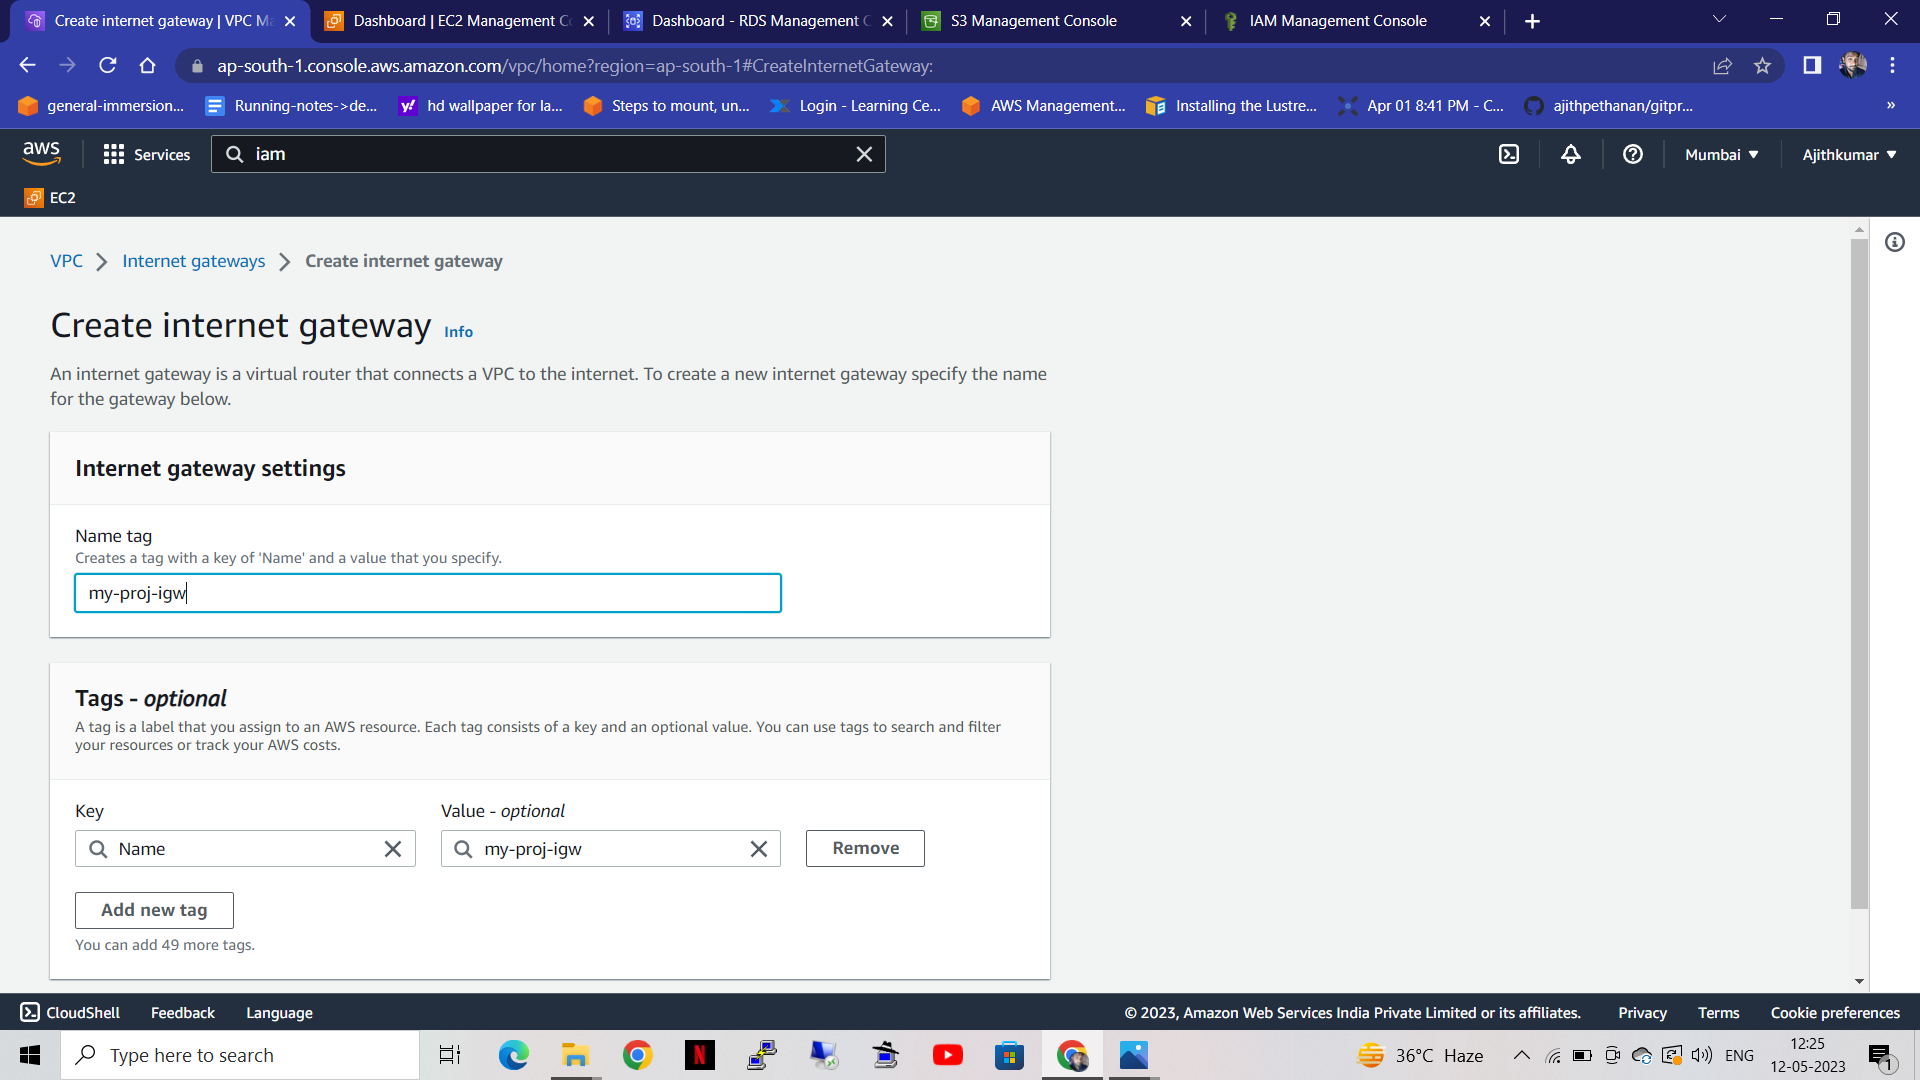 Create internet gateway | VPC Ma
Dashboard | EC2 Management Co
Dashboard - RDS Management C
S3 Management Console
IAM Management Console
ap-south-1.console.aws.amazon.com/vpc/home?region=ap-south-1#CreateInternetGateway:
general-immersion...
Running-notes->de...
hd wallpaper for la...
Steps to mount, un...
Login - Learning Ce...
AWS Management...
Installing the Lustre...
Apr 01 8:41 PM - C...
ajithpethanan/gitpr...
aws
Services
iam
Mumbai
Ajithkumar
EC2
VPC
Internet gateways
Create internet gateway
Create internet gateway Info
An internet gateway is a virtual router that connects a VPC to the internet. To create a new internet gateway specify the name
for the gateway below.
Internet gateway settings
Name tag
Creates a tag with a key of 'Name' and a value that you specify.
my-proj-igw
Tags - optional
A tag is a label that you assign to an AWS resource. Each tag consists of a key and an optional value. You can use tags to search and filter
your resources or track your AWS costs.
Key
Value - optional
Name
my-proj-igw
Remove
Add new tag
You can add 49 more tags.
CloudShell
Feedback
Language
© 2023, Amazon Web Services India Private Limited or its affiliates.
Privacy
Terms
Cookie preferences
Type here to search
36°C Haze
ENG
12:25
12-05-2023
1